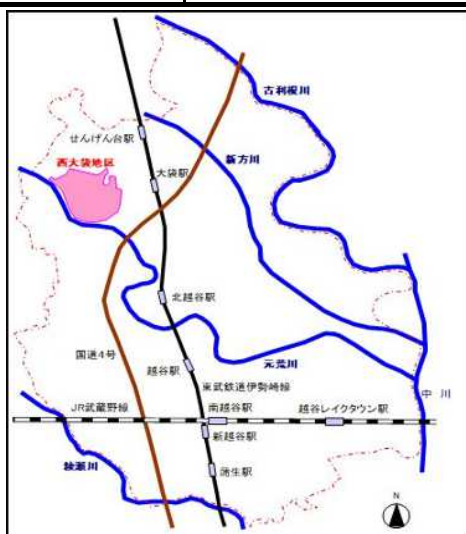 古利根川
せんげん台駅
新方川
西大袋地区
大袋駅
北越谷駅
国道4号
元荒川
越谷駅
東武鉄道伊勢崎線
中川
JR武蔵野線
南越谷駅
越谷レイクタウン駅
新越谷駅
綾瀬川
蒲生駅
N